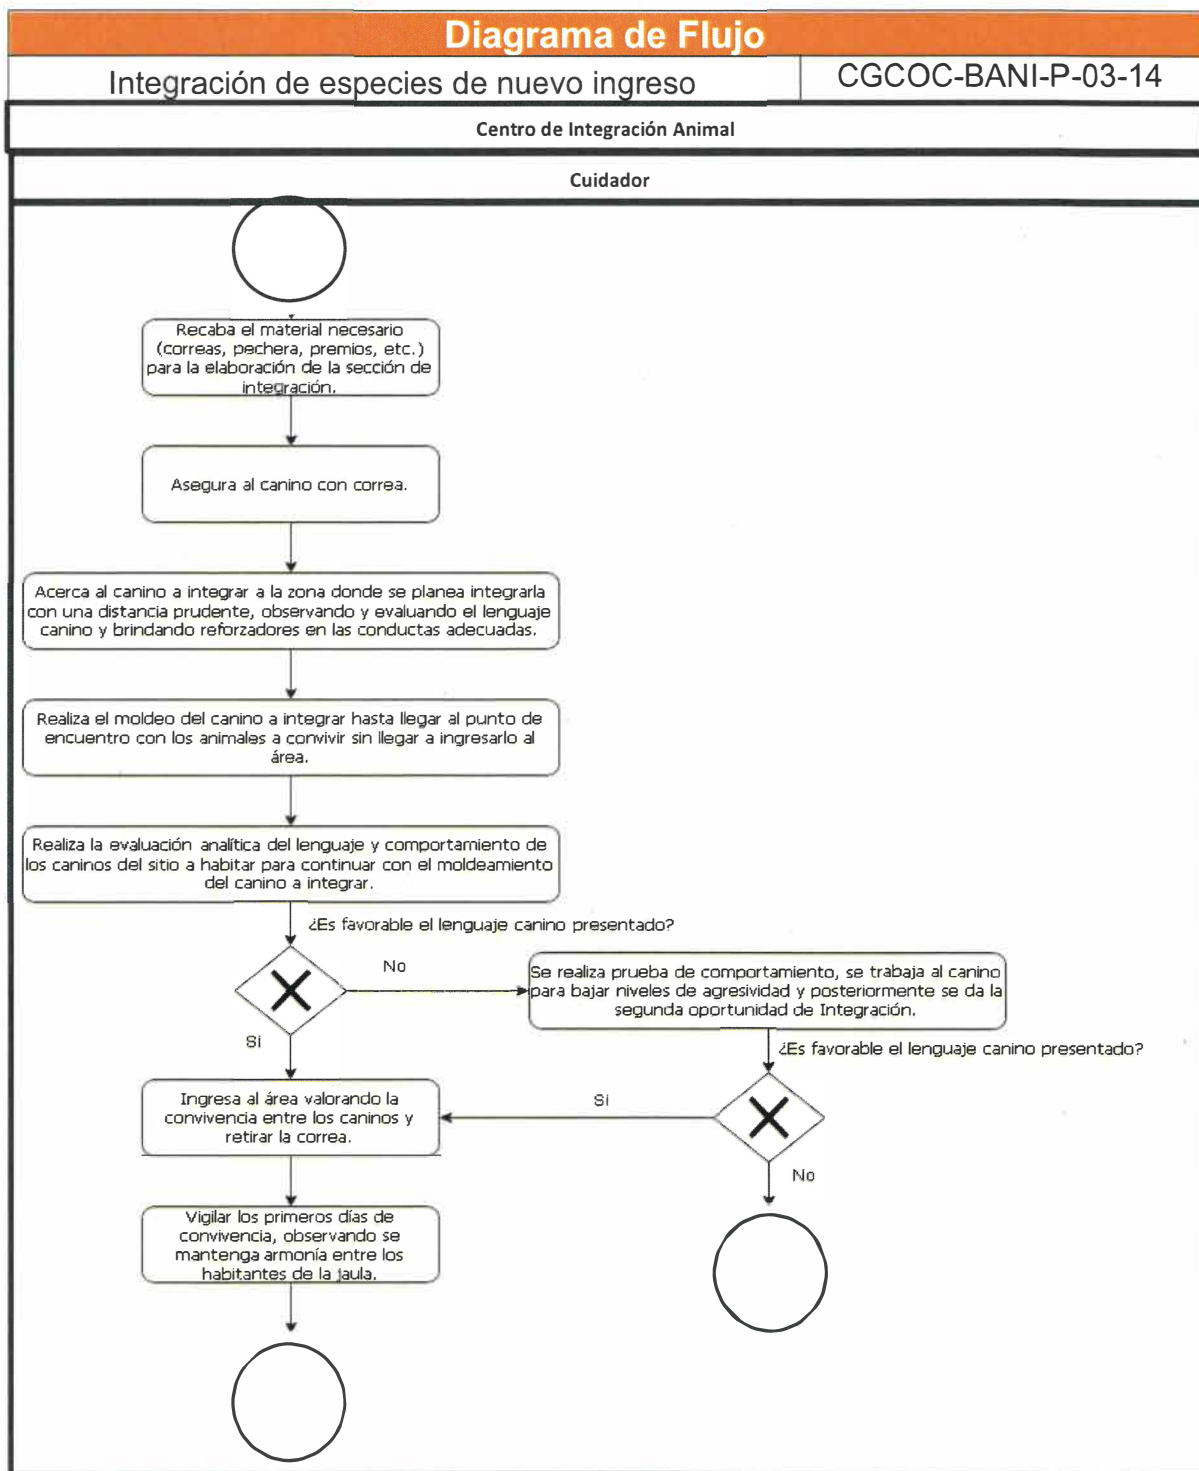 Diagrama de Flujo
Integración de especies de nuevo ingreso
CGCOC-BANI-P-03-14
Centro de Integración Animal
Cuidador
Recaba el material necesario
(correas, pechera, premios, etc.)
para la elaboración de la sección de
integración.
Asegura al canino con correa.
Acerca al canino a integrar a la zona donde se planea integrarla
con una distancia prudente, observando y evaluando el lenguaje
canino y brindando reforzadores en las conductas adecuadas.
Realiza el moldeo del canino a integrar hasta llegar al punto de
encuentro con los animales a convivir sin llegar a ingresarlo al
área.
Realiza la evaluación analítica del lenguaje y comportamiento de
los caninos del sitio a habitar para continuar con el moldeamiento
del canino a integrar.
¿Es favorable el lenguaje canino presentado?
No
Se realiza prueba de comportamiento, se trabaja al canino
para bajar niveles de agresividad y posteriormente se da la
segunda oportunidad de Integración.
Si
¿Es favorable el lenguaje canino presentado?
Ingresa al área valorando la
convivencia entre los caninos y
retirar la correa.
Si
No
Vigilar los primeros días de
convivencia, observando se
mantenga armonía entre los
habitantes de la jaula.